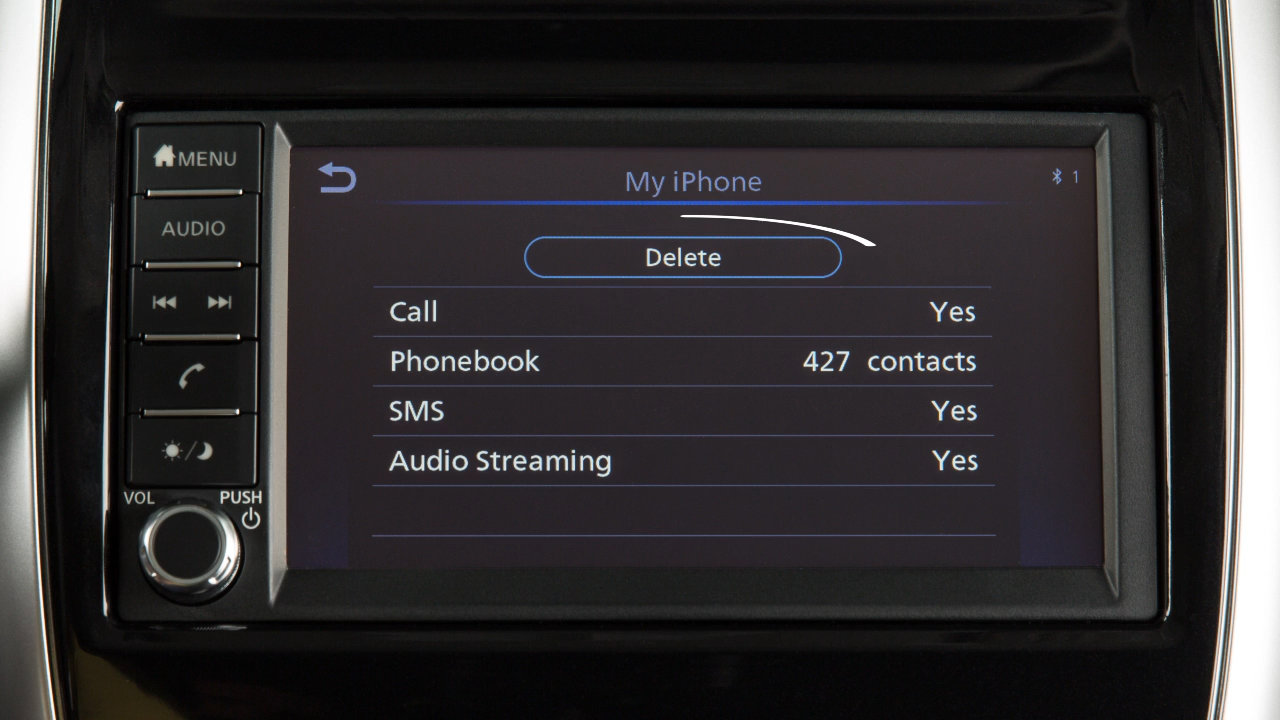 MENU
AUDIO
VOL
PUSH
My iPhone
1
Delete
Call Yes
Phonebook 427 contacts
SMS Yes
Audio Streaming Yes